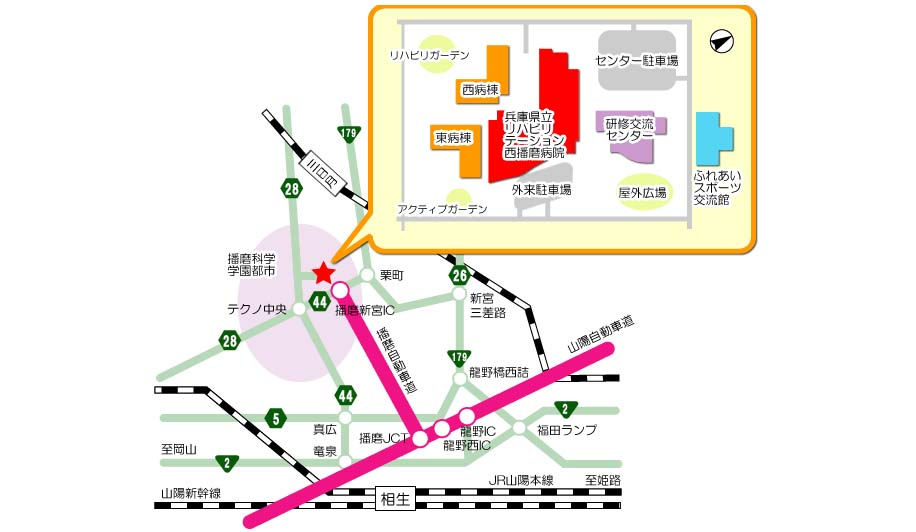 リハビリガーデン
センター駐車場
西病棟
兵庫県立
リハビリ
テーション
西播磨病院
研修交流
センター
東病棟
外来駐車場
屋外広場
ふれあい
スポーツ
交流館
アクティブガーデン
179
三日月
28
播磨科学
学園都市
栗町
26
テクノ中央
44
播磨新宮IC
新宮
三差路
28
播磨自動車道
山陽自動車道
179
龍野橋西詰
44
5
2
真広
播磨JCT
龍野IC
龍野西IC
福田ランプ
至岡山
竜泉
2
山陽新幹線
相生
JR山陽本線
至姫路